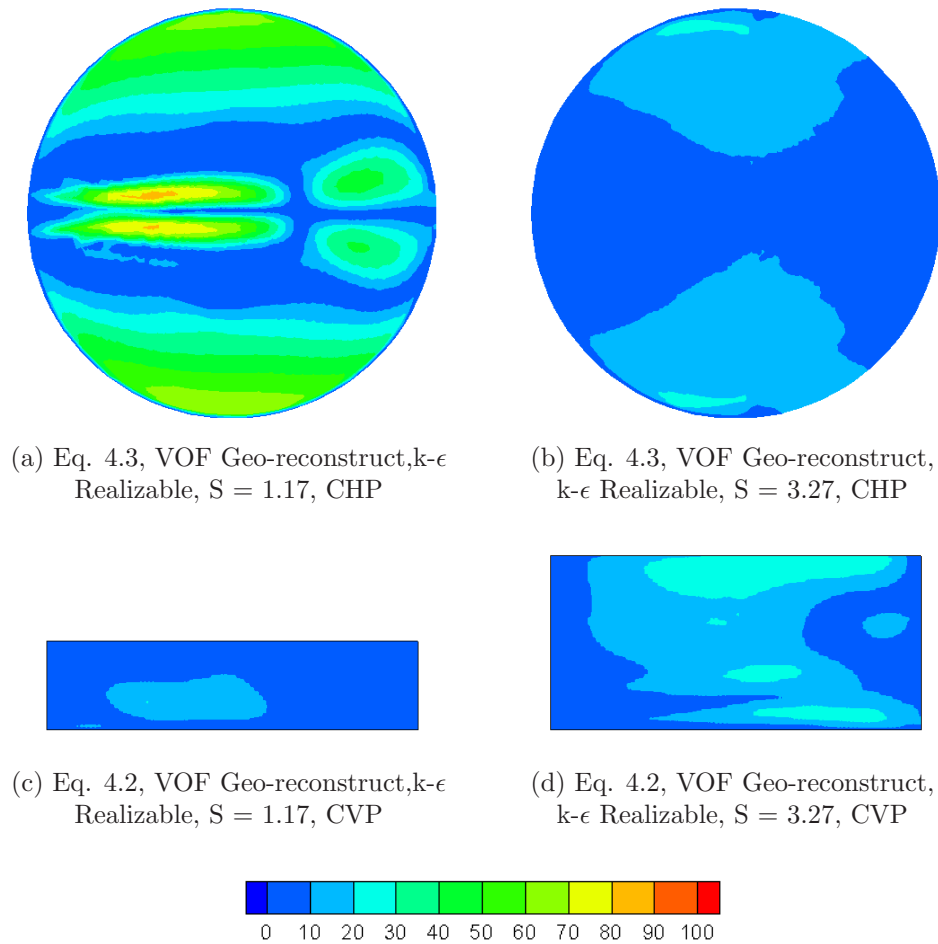 (a) Eq. 4.3, VOF Geo-reconstruct,k-ϵ
Realizable, S = 1.17, CHP
(b) Eq. 4.3, VOF Geo-reconstruct,
k-ϵ Realizable, S = 3.27, CHP
(c) Eq. 4.2, VOF Geo-reconstruct,k-ϵ
Realizable, S = 1.17, CVP
(d) Eq. 4.2, VOF Geo-reconstruct,
k-ϵ Realizable, S = 3.27, CVP
0 10 20 30 40 50 60 70 80 90 100